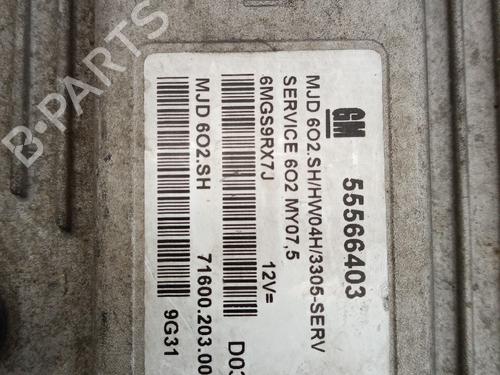 B-PARTS
GM 55566403
MJD 6O2.SH/HW04H/3305-SERV
SERVICE 6O2 MY07,5
6MGS9RX7J 12V=
D03
MJD 6O2.SH 71600.203.00
9G31